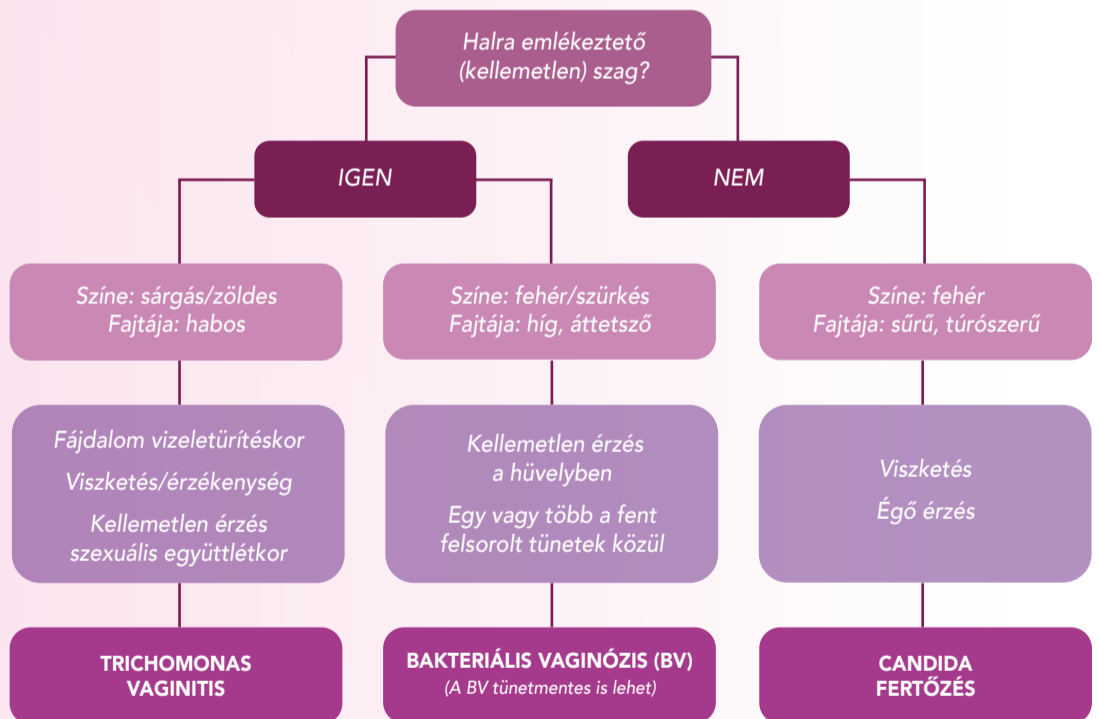 Halra emlékeztető
(kellemetlen) szag?
IGEN
NEM
Színe: sárgás/zöldes
Fajtája: habos
Színe: fehér/szürkés
Fajtája: híg, áttetsző
Színe: fehér
Fajtája: sűrű, túrószerű
Fájdalom vizeletürítéskor
Viszketés/érzékenység
Kellemetlen érzés
szexuális együttlétkor
Kellemetlen érzés
a hüvelyben
Egy vagy több a fent
felsorolt tünetek közül
Viszketés
Égő érzés
TRICHOMONAS
VAGINITIS
BAKTERIÁLIS VAGINÓZIS (BV)
(A BV tünetmentes is lehet)
CANDIDA
FERTŐZÉS